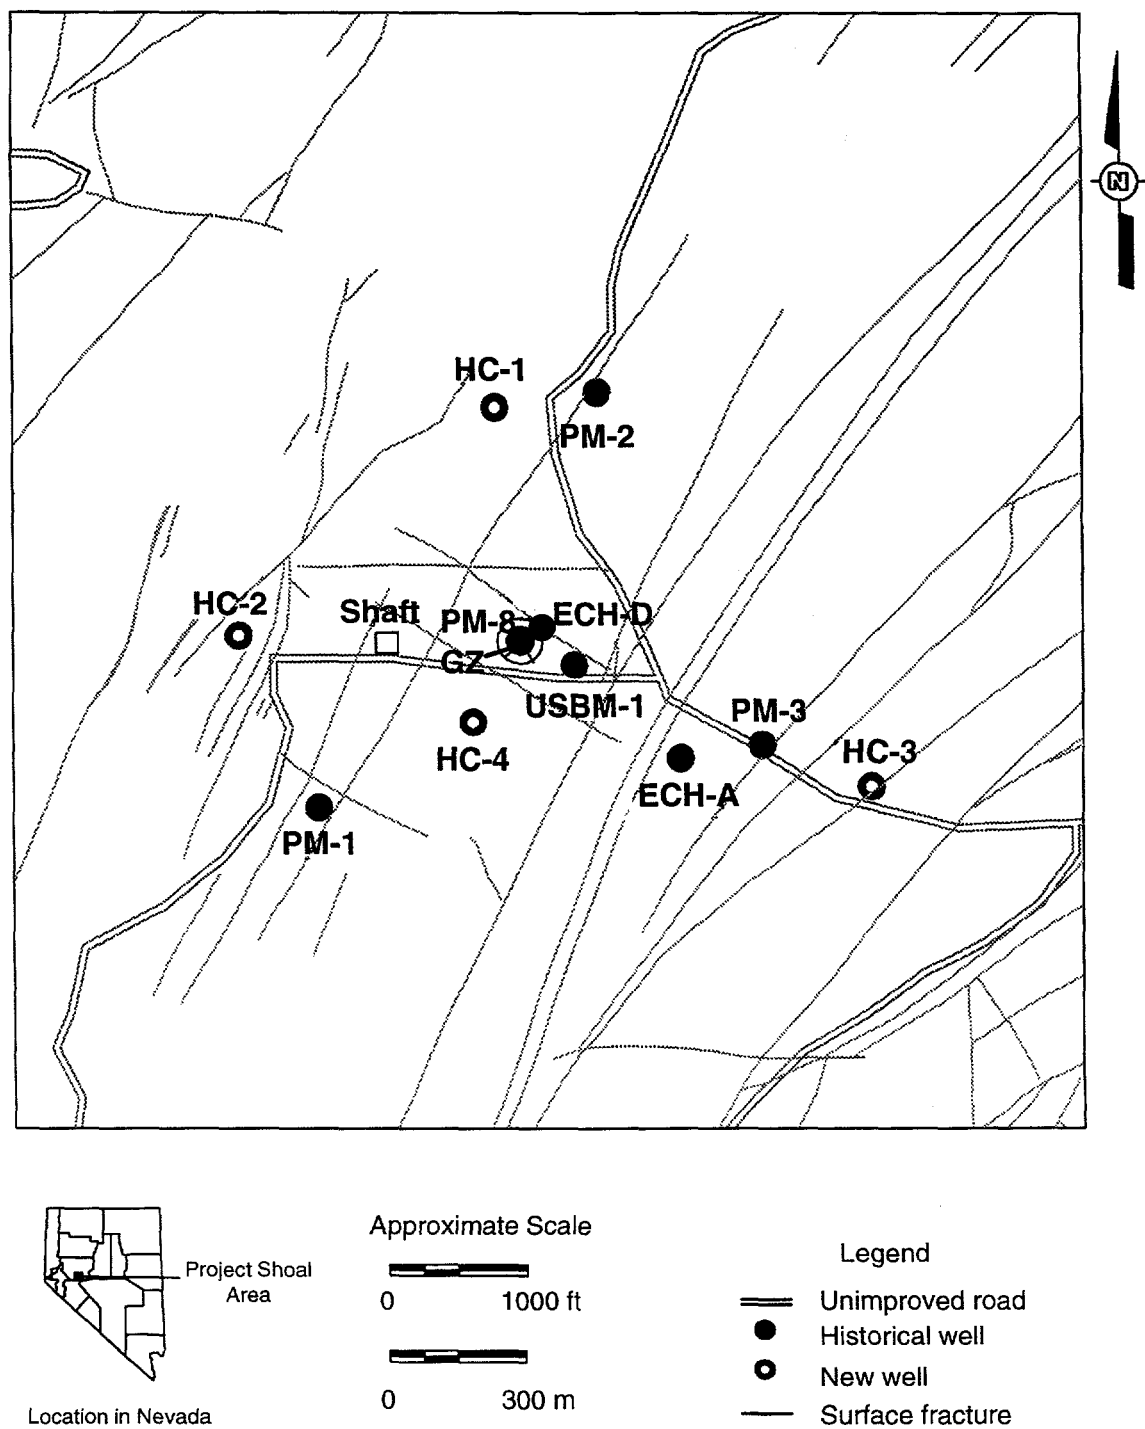 N
HC-1
PM-2
HC-2
Shaft
PM-8
ECH-D
GZ
USBM-1
PM-3
HC-4
HC-3
ECH-A
PM-1
Project Shoal
Area
Location in Nevada
Approximate Scale
0 1000 ft
0 300 m
Legend
Unimproved road
Historical well
New well
Surface fracture